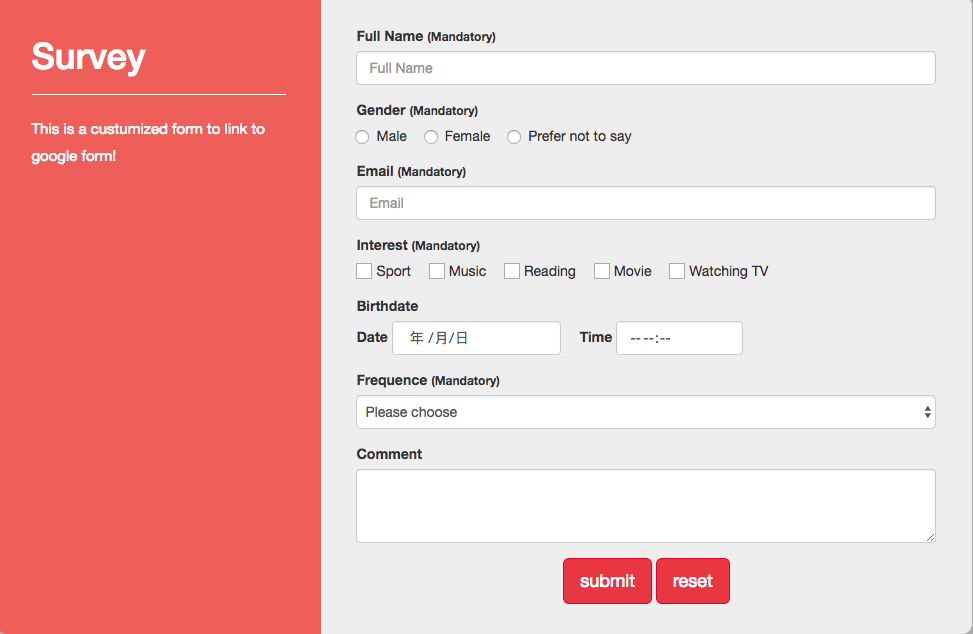 Survey
This is a custumized form to link to
google form!
Full Name (Mandatory)
Full Name
Gender (Mandatory)
Male Female Prefer not to say
Email (Mandatory)
Email
Interest (Mandatory)
Sport Music Reading Movie Watching TV
Birthdate
Date 年 /月/日 Time -- --:--
Frequence (Mandatory)
Please choose
Comment
submit reset